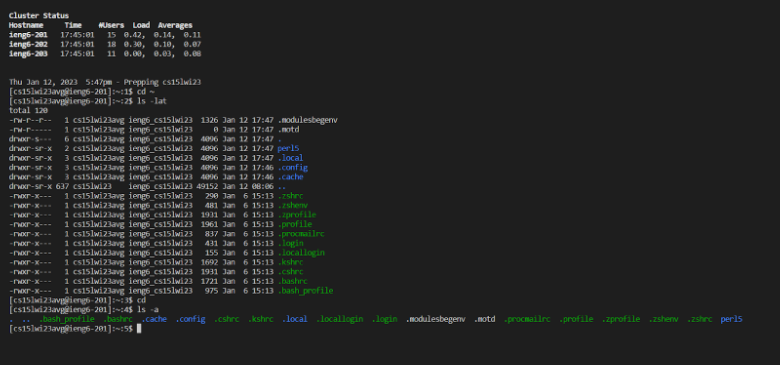 Cluster Status
Hostname Time #Users Load Averages
ieng6-201 17:45:01 15 0.42, 0.14, 0.11
ieng6-202 17:45:01 18 0.30, 0.10, 0.07
ieng6-203 17:45:01 11 0.00, 0.03, 0.08
Thu Jan 12, 2023 5:47pm - Prepping cs15lwi23
[cs15lwi23avg@ieng6-201]:~:1$ cd ~
[cs15lwi23avg@ieng6-201]:~:2$ ls -lat
total 120
-rw-r--r-- 1 cs15lwi23avg ieng6_cs15lwi23 1326 Jan 12 17:47 .modulesbegenv
-rw-r----- 1 cs15lwi23avg ieng6_cs15lwi23 0 Jan 12 17:47 .motd
drwxr-s--- 6 cs15lwi23avg ieng6_cs15lwi23 4096 Jan 12 17:47 .
drwxr-sr-x 2 cs15lwi23avg ieng6_cs15lwi23 4096 Jan 12 17:47 perl5
drwxr-sr-x 3 cs15lwi23avg ieng6_cs15lwi23 4096 Jan 12 17:47 .local
drwxr-sr-x 3 cs15lwi23avg ieng6_cs15lwi23 4096 Jan 12 17:46 .config
drwxr-sr-x 3 cs15lwi23avg ieng6_cs15lwi23 4096 Jan 12 17:46 .cache
drwxr-sr-x 637 cs15lwi23 ieng6_cs15lwi23 49152 Jan 12 08:06 ..
-rwxr-x--- 1 cs15lwi23avg ieng6_cs15lwi23 290 Jan 6 15:13 .zshrc
-rwxr-x--- 1 cs15lwi23avg ieng6_cs15lwi23 481 Jan 6 15:13 .zshenv
-rwxr-x--- 1 cs15lwi23avg ieng6_cs15lwi23 1931 Jan 6 15:13 .zprofile
-rwxr-x--- 1 cs15lwi23avg ieng6_cs15lwi23 1961 Jan 6 15:13 .profile
-rwxr-x--- 1 cs15lwi23avg ieng6_cs15lwi23 837 Jan 6 15:13 .procmailrc
-rwxr-x--- 1 cs15lwi23avg ieng6_cs15lwi23 431 Jan 6 15:13 .login
-rwxr-x--- 1 cs15lwi23avg ieng6_cs15lwi23 155 Jan 6 15:13 .locallogin
-rwxr-x--- 1 cs15lwi23avg ieng6_cs15lwi23 1692 Jan 6 15:13 .kshrc
-rwxr-x--- 1 cs15lwi23avg ieng6_cs15lwi23 1931 Jan 6 15:13 .cshrc
-rwxr-x--- 1 cs15lwi23avg ieng6_cs15lwi23 1721 Jan 6 15:13 .bashrc
-rwxr-x--- 1 cs15lwi23avg ieng6_cs15lwi23 975 Jan 6 15:13 .bash_profile
[cs15lwi23avg@ieng6-201]:~:3$ cd
[cs15lwi23avg@ieng6-201]:~:4$ ls -a
. .. .bash_profile .bashrc .cache .config .cshrc .kshrc .local .locallogin .login .modulesbegenv .motd .procmailrc .profile .zprofile .zshenv .zshrc perl5
[cs15lwi23avg@ieng6-201]:~:5$